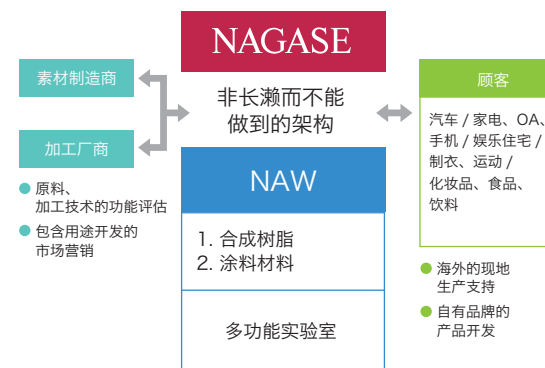 NAGASE
素材制造商
加工厂商
● 原料、
加工技术的功能评估
● 包含用途开发的
市场营销
非长濑而不能
做到的架构
NAW
1. 合成树脂
2. 涂料材料
多功能实验室
顾客
汽车 / 家电、OA、
手机 / 娱乐住宅 /
制衣、运动 /
化妆品、食品、
饮料
● 海外的现地
生产支持
● 自有品牌的
产品开发